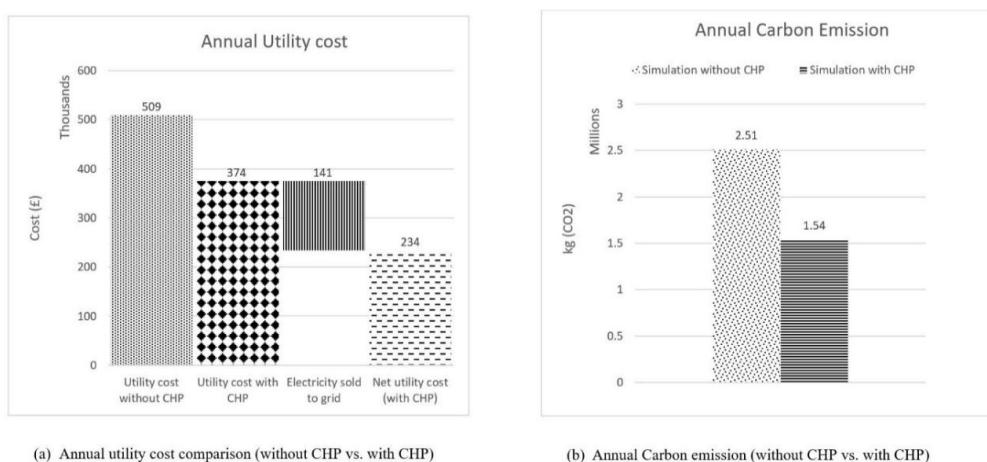 Annual Utility cost
Thousands
Cost (£)
600
500
400
300
200
100
0
509
374
141
234
Utility cost
without CHP
Utility cost with
CHP
Electricity sold
to grid
Net utility cost
(with CHP)
(a) Annual utility cost comparison (without CHP vs. with CHP)
Annual Carbon Emission
Simulation without CHP
Simulation with CHP
Millions
kg (CO2)
3
2.5
2
1.5
1
0.5
0
2.51
1.54
(b) Annual Carbon emission (without CHP vs. with CHP)